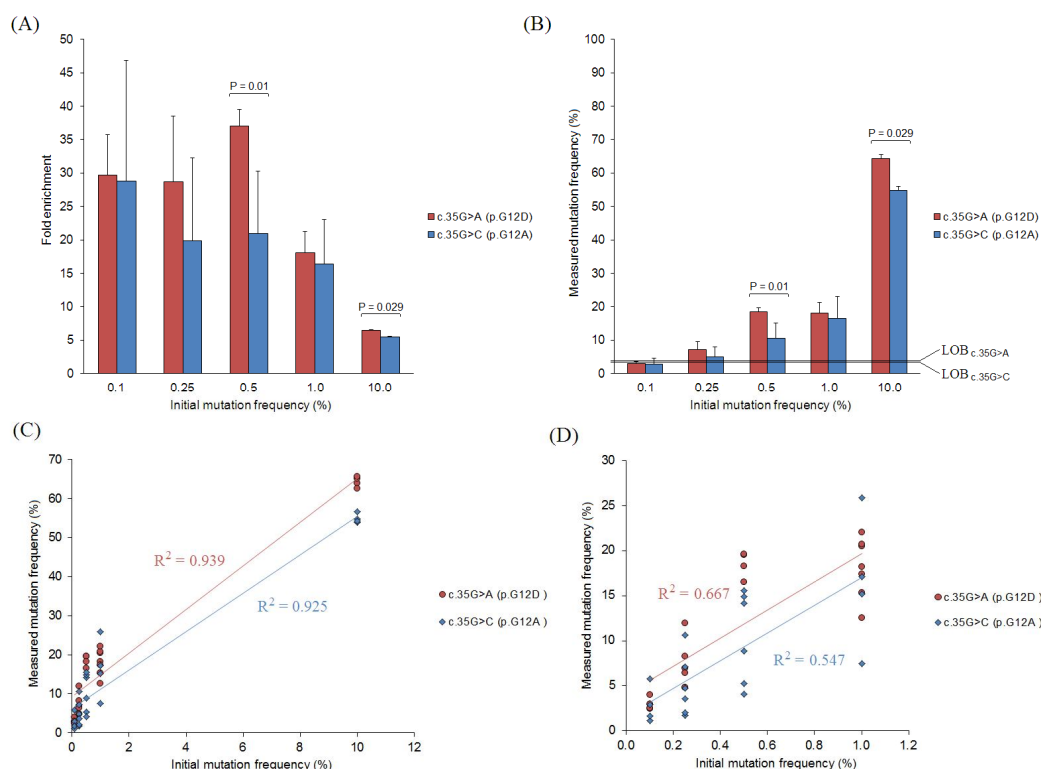 (A)
50
45
40
35
30
25
20
15
10
5
0
Fold enrichment
P = 0.01
P = 0.029
0.1 0.25 0.5 1.0 10.0
Initial mutation frequency (%)
c.35G>A (p.G12D)
c.35G>C (p.G12A)
(B)
100
90
80
70
60
50
40
30
20
10
0
Measured mutation frequency (%)
P = 0.01
P = 0.029
0.1 0.25 0.5 1.0 10.0
Initial mutation frequency (%)
c.35G>A (p.G12D)
c.35G>C (p.G12A)
LOB c.35G>A
LOB c.35G>C
(C)
70
60
50
40
30
20
10
0
Measured mutation frequency (%)
R² = 0.939
R² = 0.925
0 2 4 6 8 10 12
Initial mutation frequency (%)
c.35G>A (p.G12D )
c.35G>C (p.G12A )
(D)
30
25
20
15
10
5
0
Measured mutation frequency (%)
R² = 0.667
R² = 0.547
0.0 0.2 0.4 0.6 0.8 1.0 1.2
Initial mutation frequency (%)
c.35G>A (p.G12D )
c.35G>C (p.G12A )